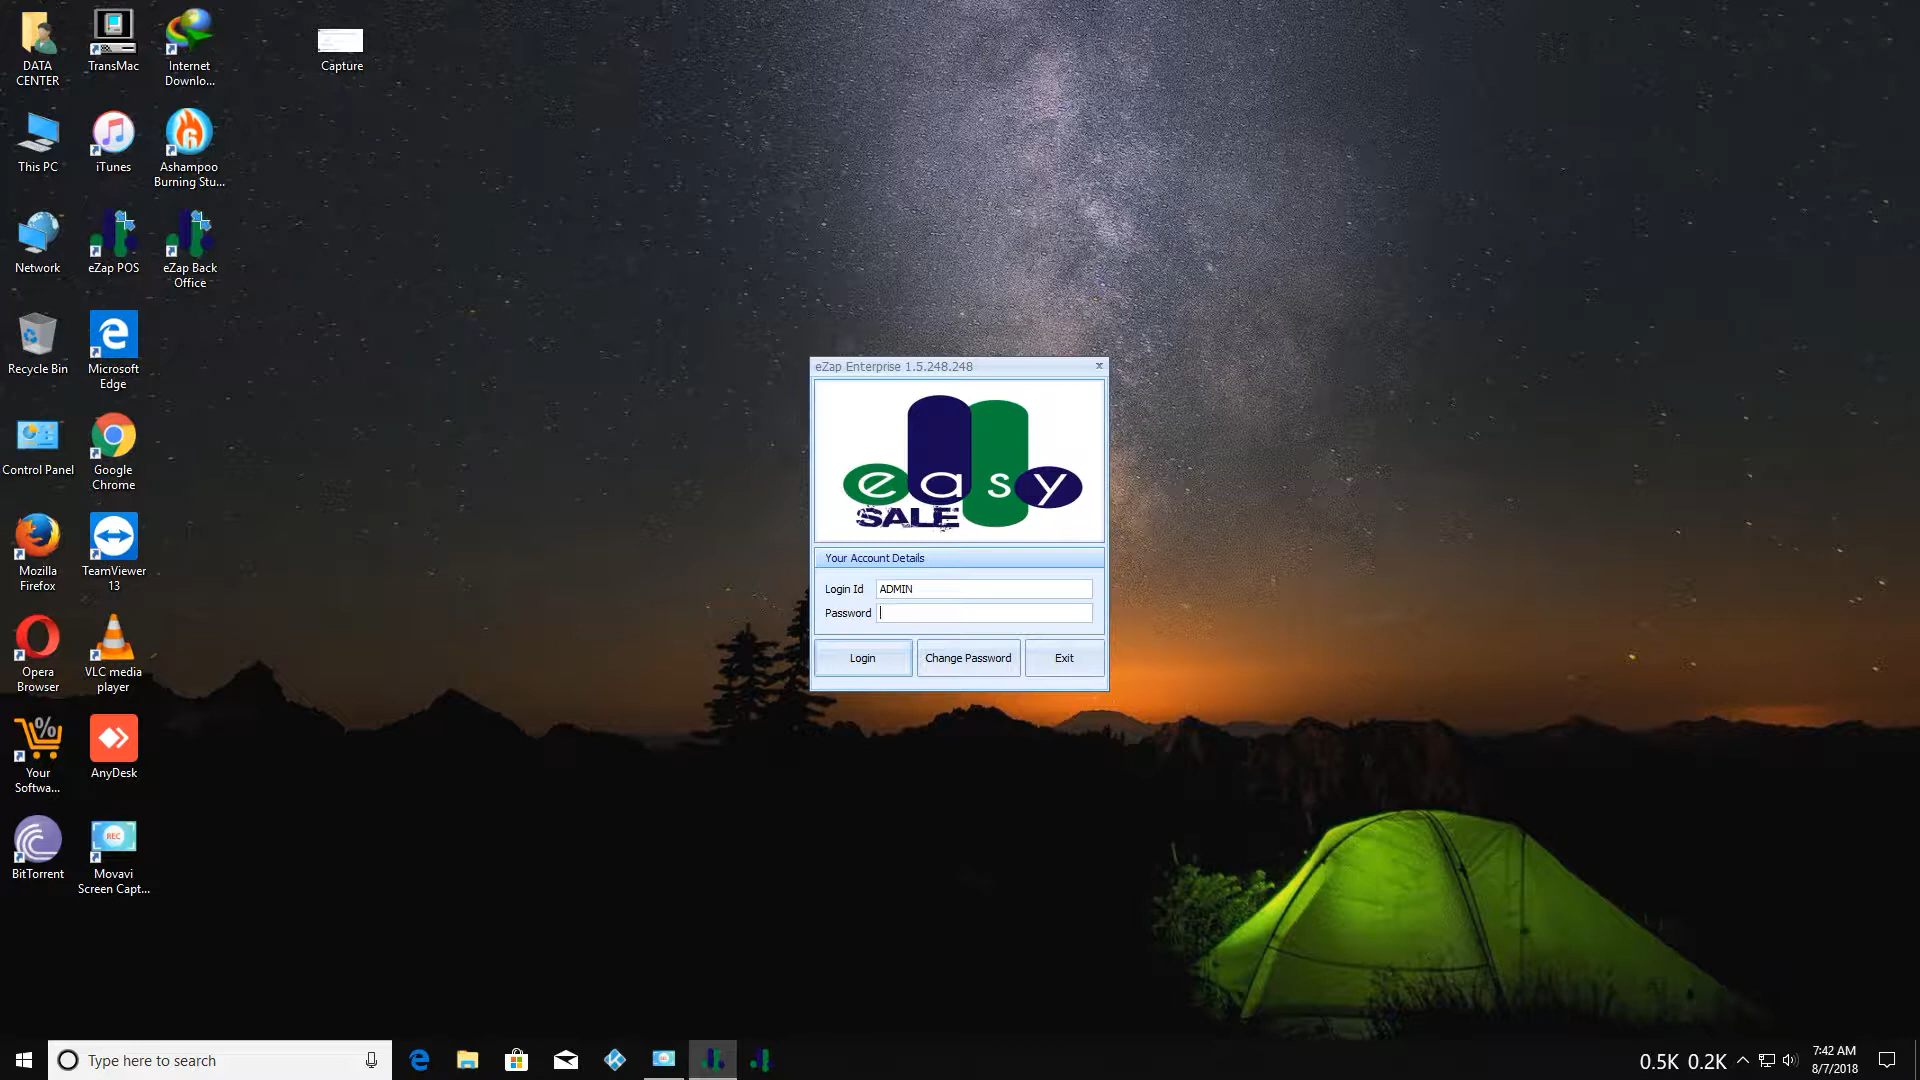 DATA
CENTER
TransMac
Internet
Downlo...
Capture
This PC
iTunes
Ashampoo
Burning Stu...
Network
eZap POS
eZap Back
Office
Recycle Bin
Microsoft
Edge
Control Panel
Google
Chrome
Mozilla
Firefox
TeamViewer
13
Opera
Browser
VLC media
player
Your
Softwa...
AnyDesk
BitTorrent
REC
Movavi
Screen Capt...
eZap Enterprise 1.5.248.248
easy
SALE
Your Account Details
Login Id ADMIN
Password
Login Change Password Exit
Type here to search
0.5K 0.2K
7:42 AM
8/7/2018